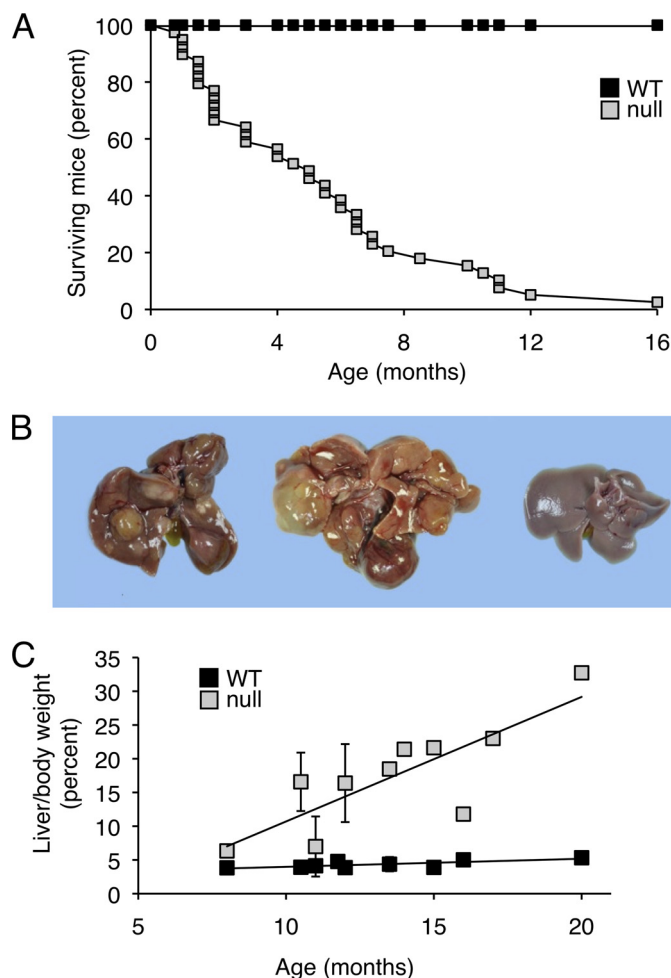 A
Surviving mice (percent)
100
80
60
40
20
0
WT
null
0 4 8 12 16
Age (months)
B
C
Liver/body weight
(percent)
35
30
25
20
15
10
5
0
WT
null
5 10 15 20
Age (months)